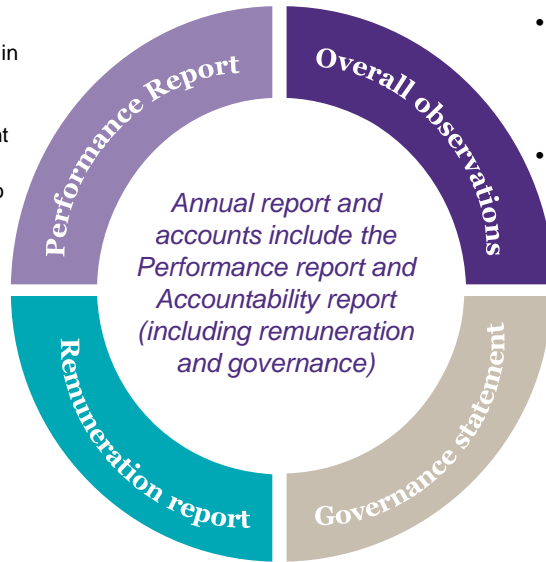 in
Performance Report
Overall observations
Annual report and
accounts include the
Performance report and
Accountability report
(including remuneration
and governance)
Remuneration report
Governance statement